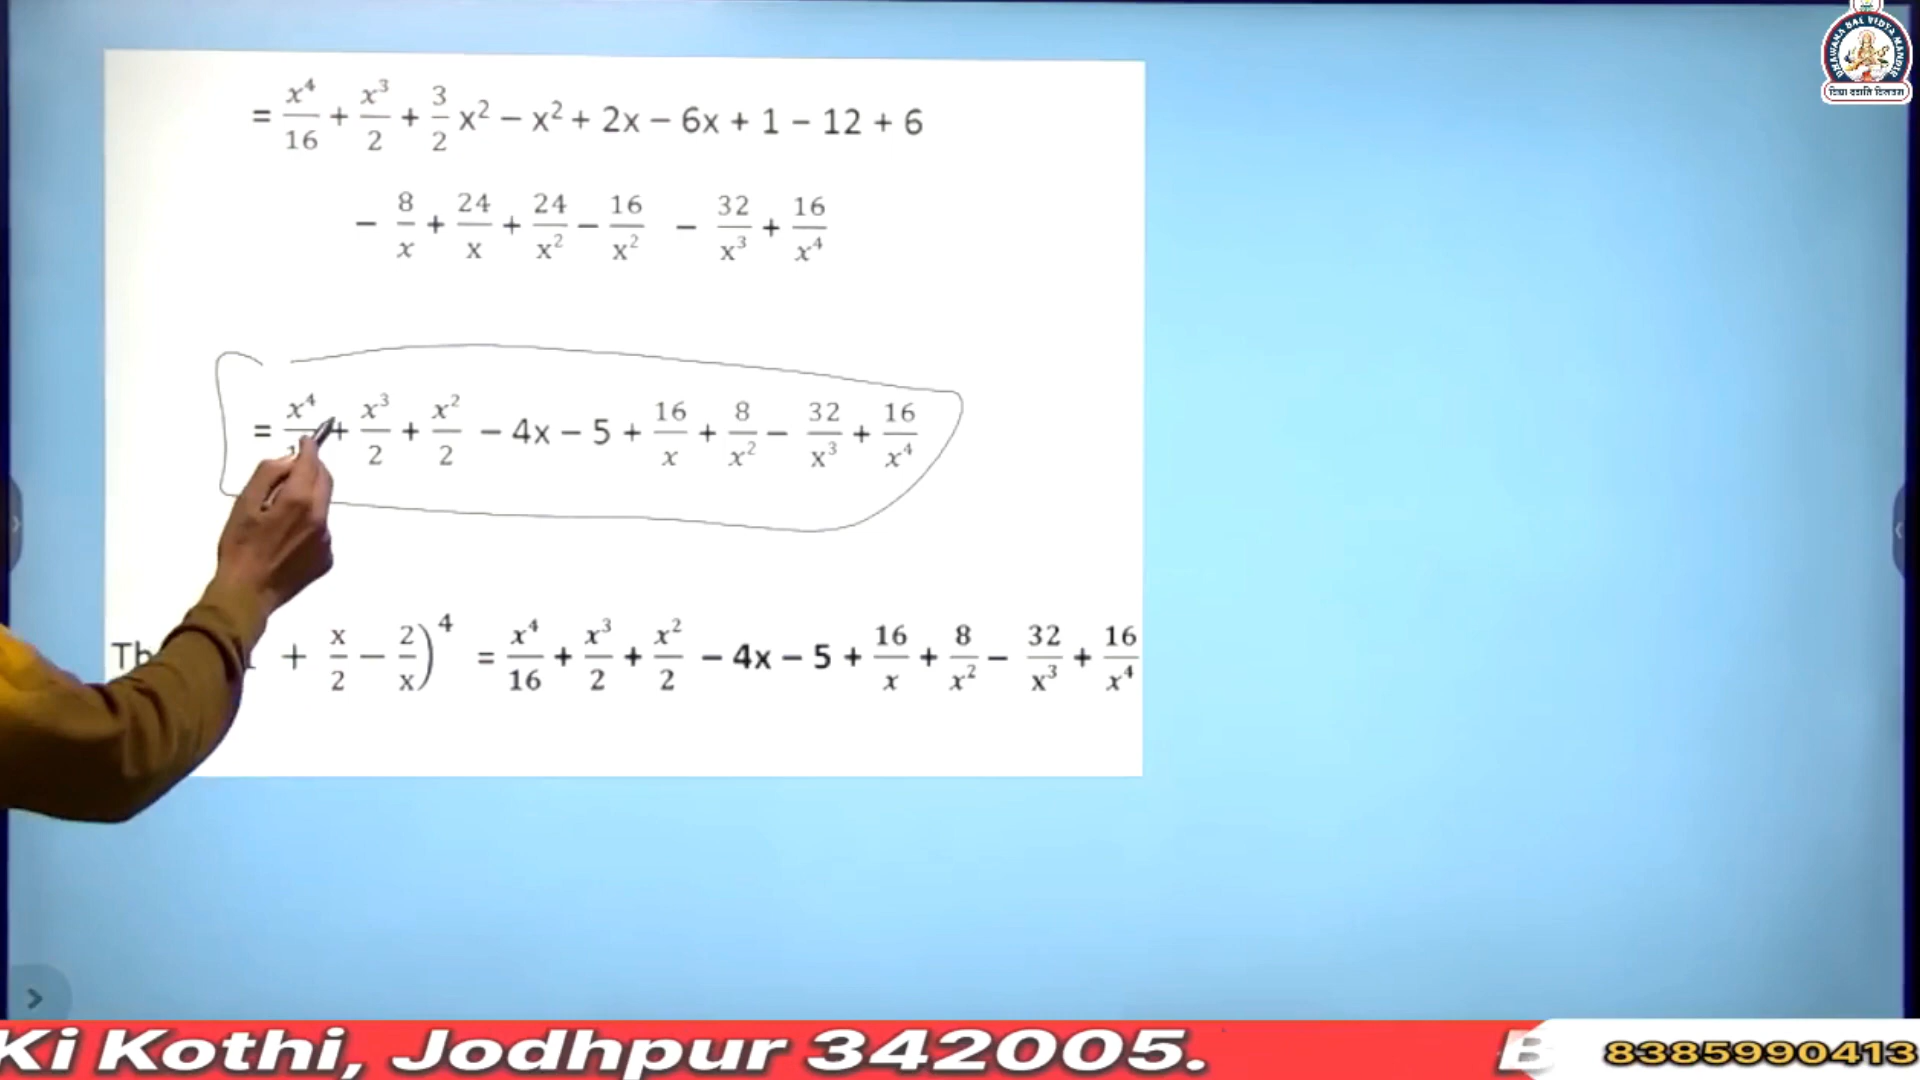 = x⁴/16 + x³/2 + 3/2 x² − x² + 2x − 6x + 1 − 12 + 6
− 8/x + 24/x + 24/x² − 16/x² − 32/x³ + 16/x⁴
= x⁴ + x³/2 + x²/2 − 4x − 5 + 16/x + 8/x² − 32/x³ + 16/x⁴
+ x/2 − 2/x)⁴ = x⁴/16 + x³/2 + x²/2 − 4x − 5 + 16/x + 8/x² − 32/x³ + 16/x⁴
BAL VIDYA MANDIR
Ki Kothi, Jodhpur 342005.
B
8385990413